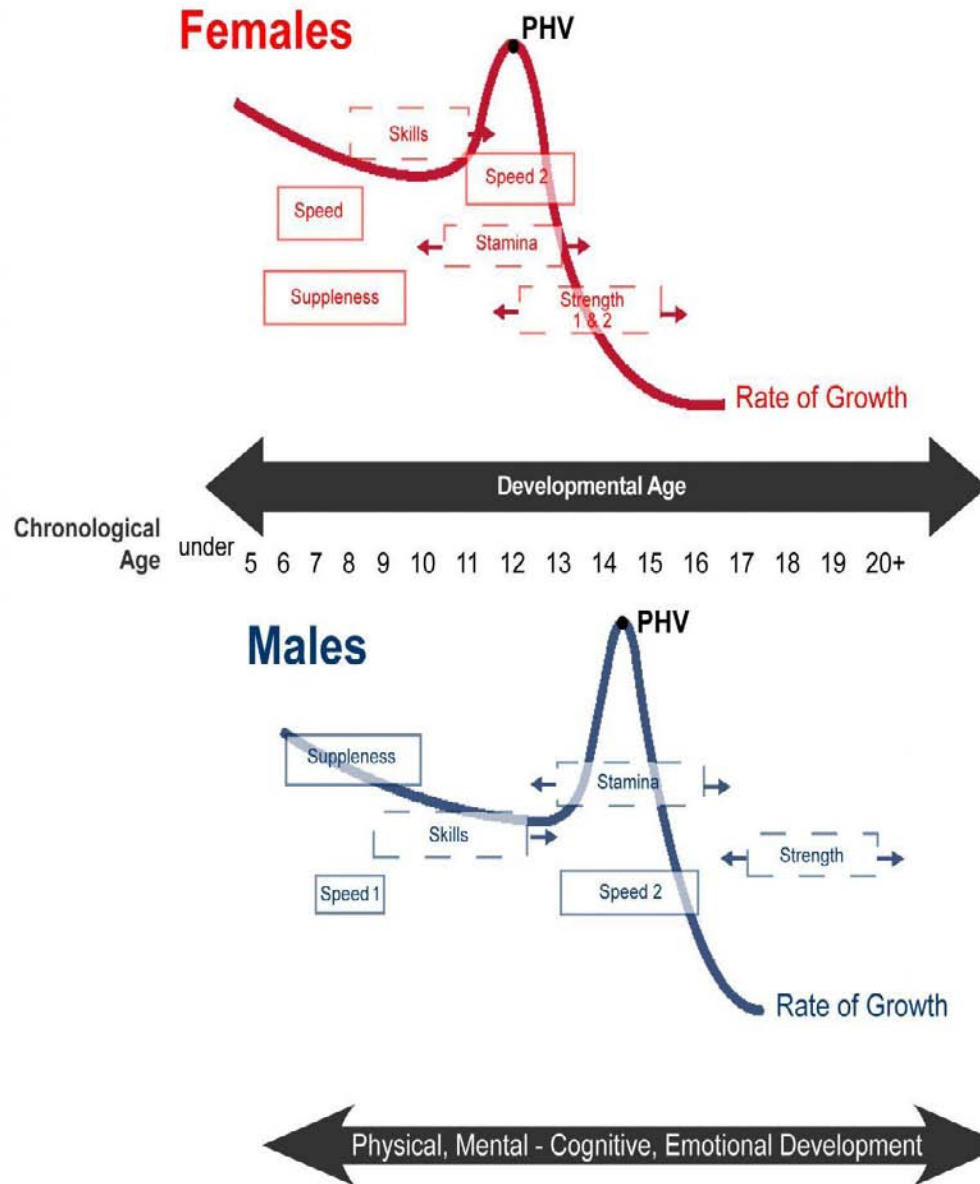 Females
PHV
Skills
Speed 2
Speed
Stamina
Suppleness
Strength
1 & 2
Rate of Growth
Developmental Age
Chronological
Age
under 5 6 7 8 9 10 11 12 13 14 15 16 17 18 19 20+
PHV
Males
Suppleness
Stamina
Skills
Strength
Speed 1
Speed 2
Rate of Growth
Physical, Mental - Cognitive, Emotional Development